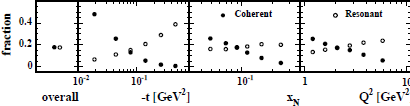 fraction
0.4
0.2
0
Coherent
Resonant
10⁻² 10⁻¹ 10⁻¹ 1 10
overall -t [GeV²] x_N Q² [GeV²]